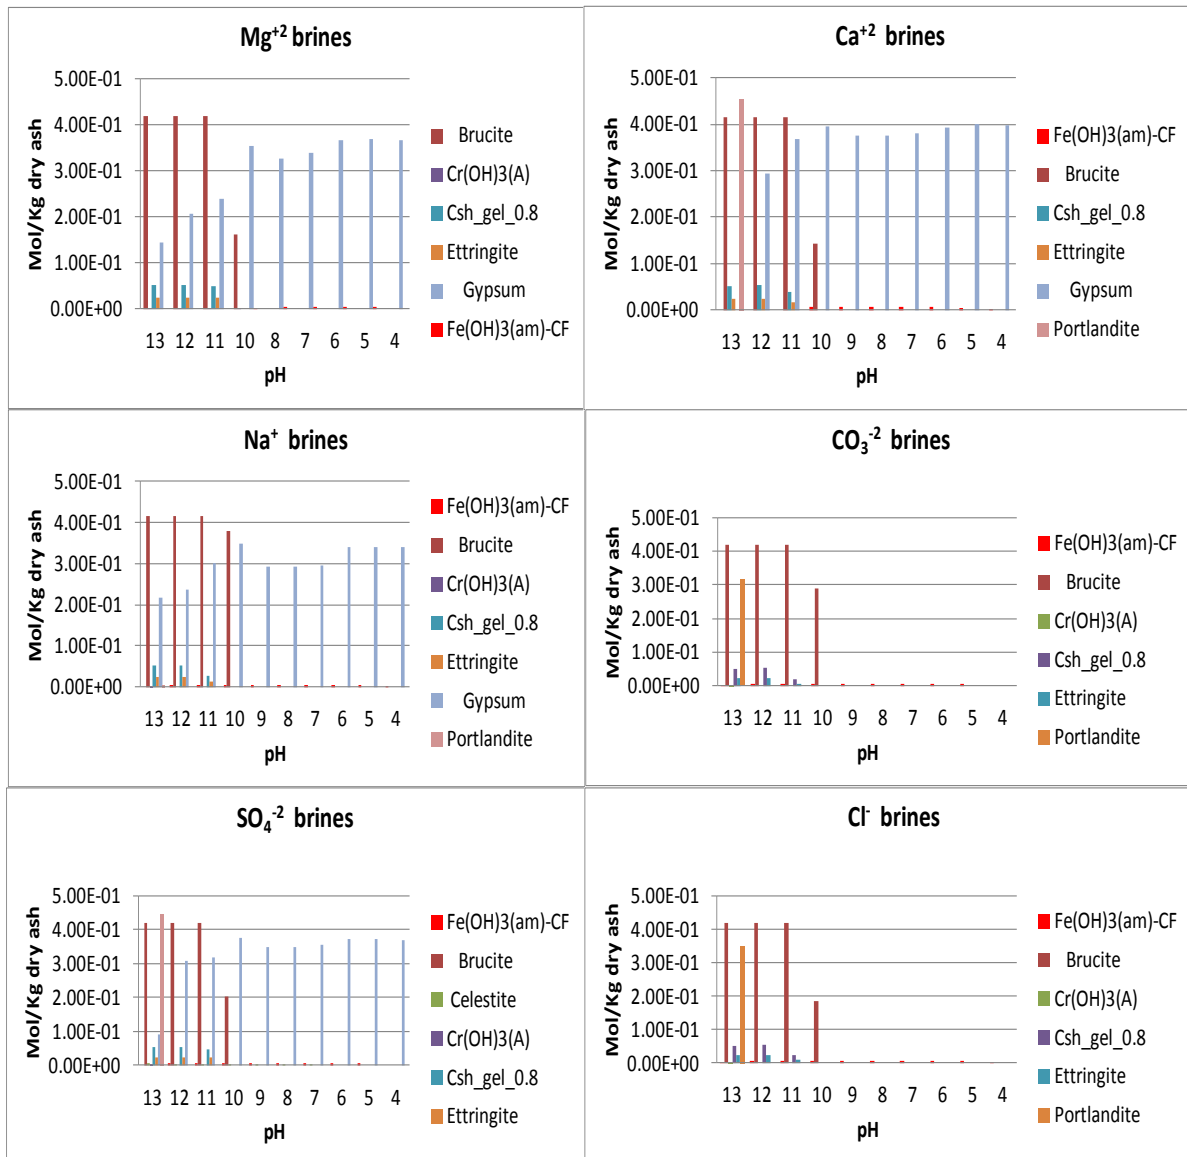 Mg+2 brines
Mol/Kg dry ash
5.00E-01
4.00E-01
3.00E-01
2.00E-01
1.00E-01
0.00E+00
13 12 11 10 8 7 6 5 4
pH
Brucite
Cr(OH)3(A)
Csh_gel_0.8
Ettringite
Gypsum
Fe(OH)3(am)-CF
Ca+2 brines
Mol/Kg dry ash
5.00E-01
4.00E-01
3.00E-01
2.00E-01
1.00E-01
0.00E+00
13 12 11 10 9 8 7 6 5 4
pH
Fe(OH)3(am)-CF
Brucite
Csh_gel_0.8
Ettringite
Gypsum
Portlandite
Na+ brines
Mol/Kg dry ash
5.00E-01
4.00E-01
3.00E-01
2.00E-01
1.00E-01
0.00E+00
13 12 11 10 9 8 7 6 5 4
pH
Fe(OH)3(am)-CF
Brucite
Cr(OH)3(A)
Csh_gel_0.8
Ettringite
Gypsum
Portlandite
CO3-2 brines
Mol/Kg dry ash
5.00E-01
4.00E-01
3.00E-01
2.00E-01
1.00E-01
0.00E+00
13 12 11 10 9 8 7 6 5 4
pH
Fe(OH)3(am)-CF
Brucite
Cr(OH)3(A)
Csh_gel_0.8
Ettringite
Portlandite
SO4-2 brines
Mol/Kg dry ash
5.00E-01
4.00E-01
3.00E-01
2.00E-01
1.00E-01
0.00E+00
13 12 11 10 9 8 7 6 5 4
pH
Fe(OH)3(am)-CF
Brucite
Celestite
Cr(OH)3(A)
Csh_gel_0.8
Ettringite
Cl- brines
Mol/Kg dry ash
5.00E-01
4.00E-01
3.00E-01
2.00E-01
1.00E-01
0.00E+00
13 12 11 10 9 8 7 6 5 4
pH
Fe(OH)3(am)-CF
Brucite
Cr(OH)3(A)
Csh_gel_0.8
Ettringite
Portlandite